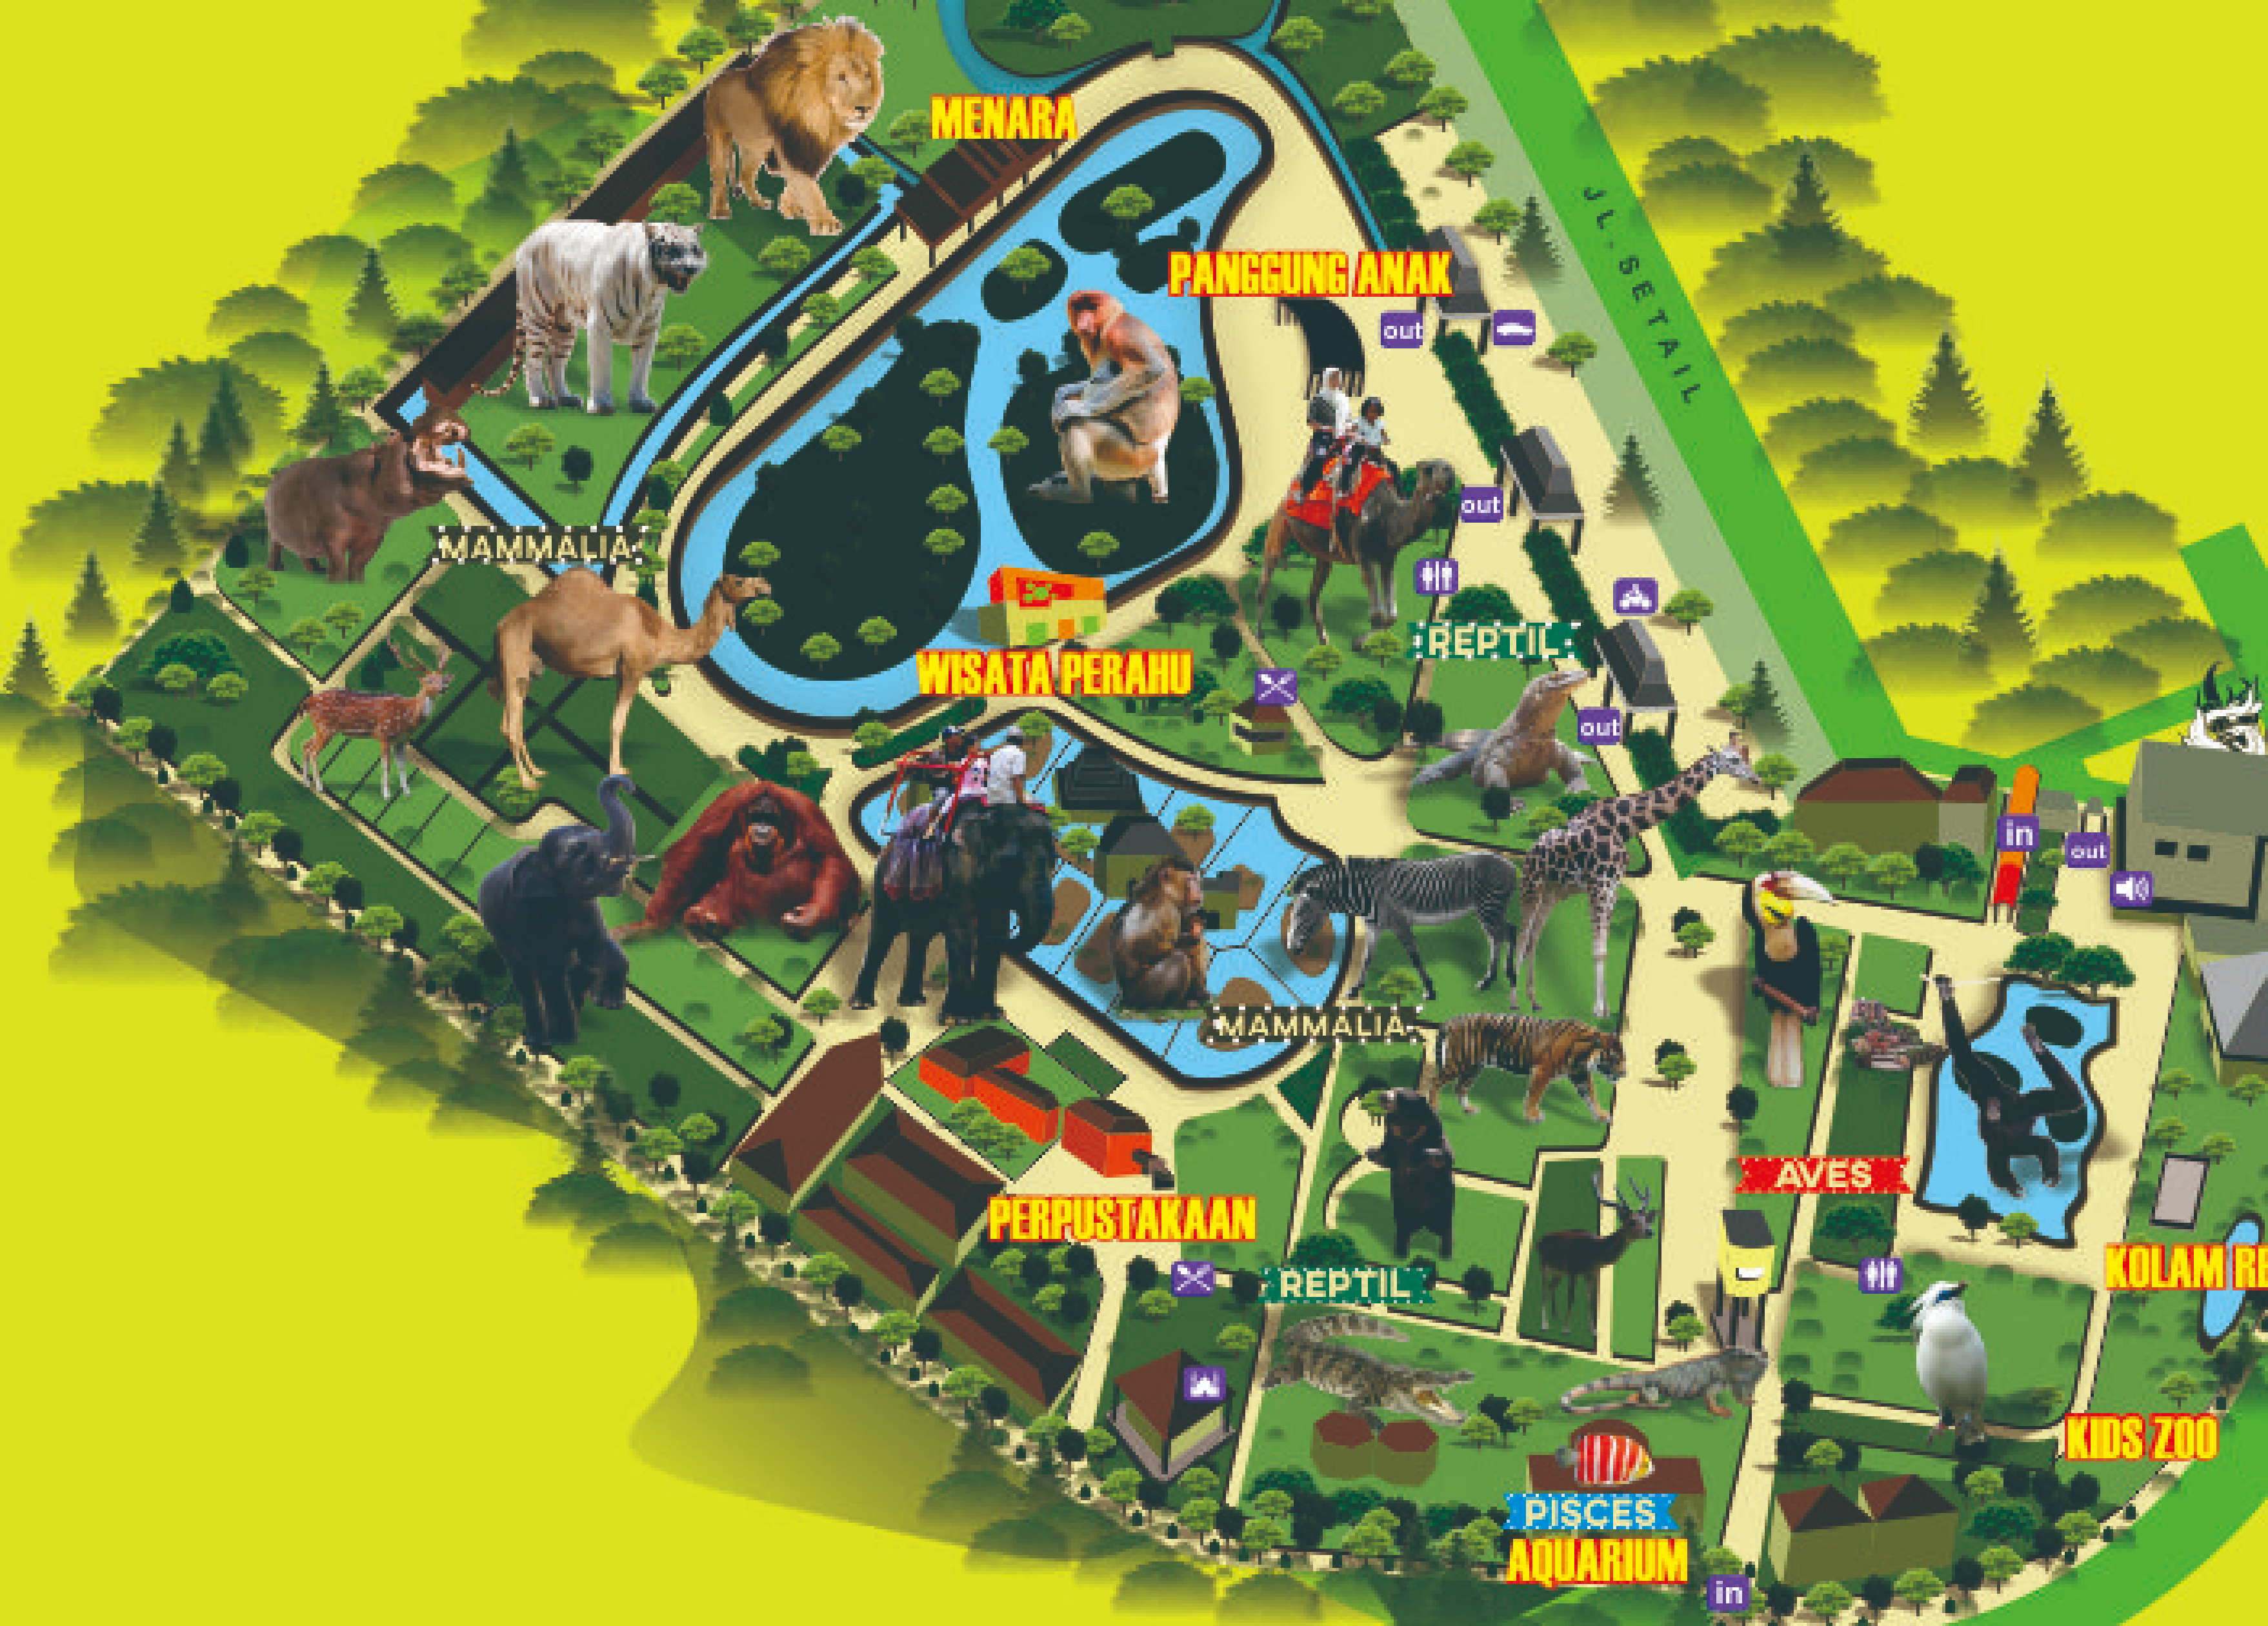 MENARA
JL. SETAIL
PANGGUNG ANAK
out
out
MAMMALIA
REPTIL
WISATA PERAHU
out
in
out
MAMMALIA
AVES
PERPUSTAKAAN
KOLAM RE
REPTIL
KIDS ZOO
PISCES
AQUARIUM
in